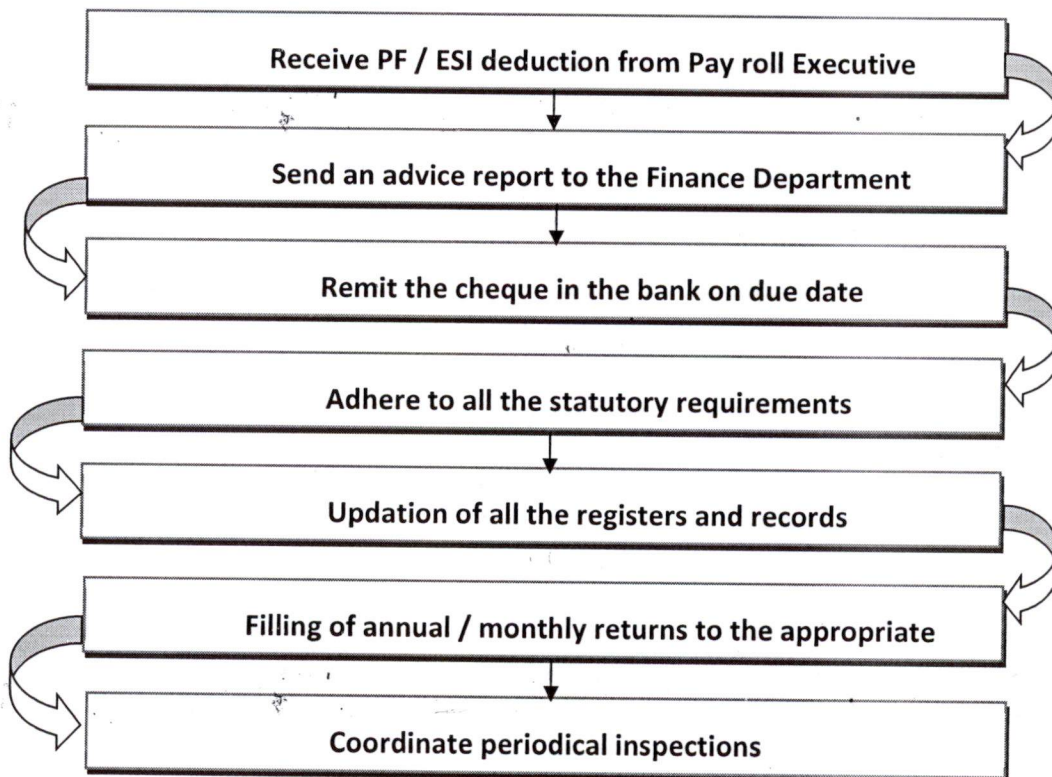 Receive PF / ESI deduction from Pay roll Executive
Send an advice report to the Finance Department
Remit the cheque in the bank on due date
Adhere to all the statutory requirements
Updation of all the registers and records
Filling of annual / monthly returns to the appropriate
Coordinate periodical inspections